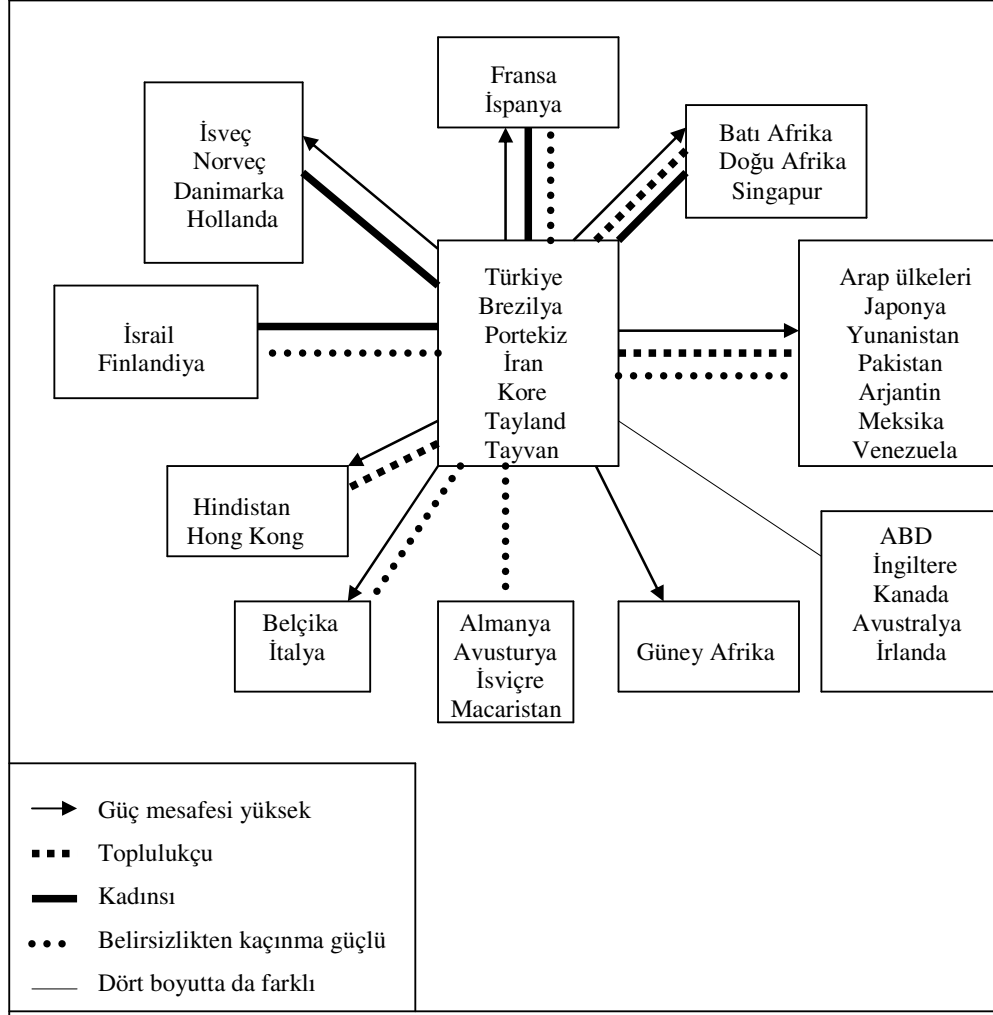 Fransa
İspanya
İsveç
Norveç
Danimarka
Hollanda
Batı Afrika
Doğu Afrika
Singapur
Türkiye
Brezilya
Portekiz
İran
Kore
Tayland
Tayvan
Arap ülkeleri
Japonya
Yunanistan
Pakistan
Arjantin
Meksika
Venezuela
İsrail
Finlandiya
Hindistan
Hong Kong
ABD
İngiltere
Kanada
Avustralya
İrlanda
Belçika
İtalya
Almanya
Avusturya
İsviçre
Macaristan
Güney Afrika
Güç mesafesi yüksek
Toplulukçu
Kadınsı
Belirsizlikten kaçınma güçlü
Dört boyutta da farklı